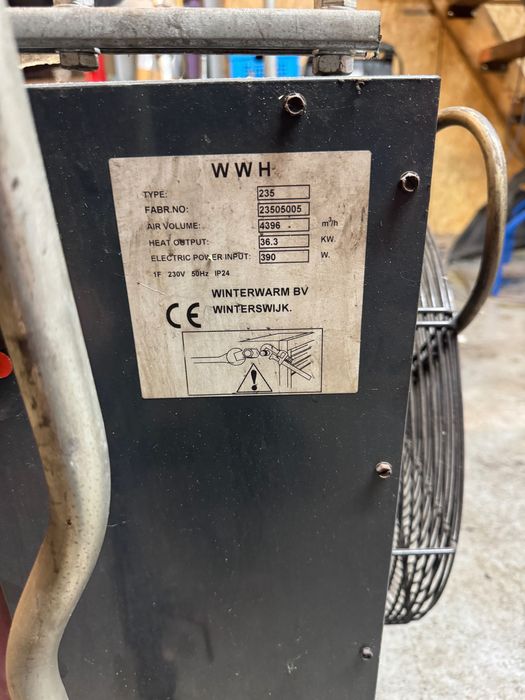 WWH
TYPE: 235
FABR.NO: 23505005
AIR VOLUME: 4396 m³/h
HEAT OUTPUT: 36.3 KW.
ELECTRIC POWER INPUT: 390 W.
1F 230V 50Hz IP24
WINTERWARM BV
CE WINTERSWIJK.